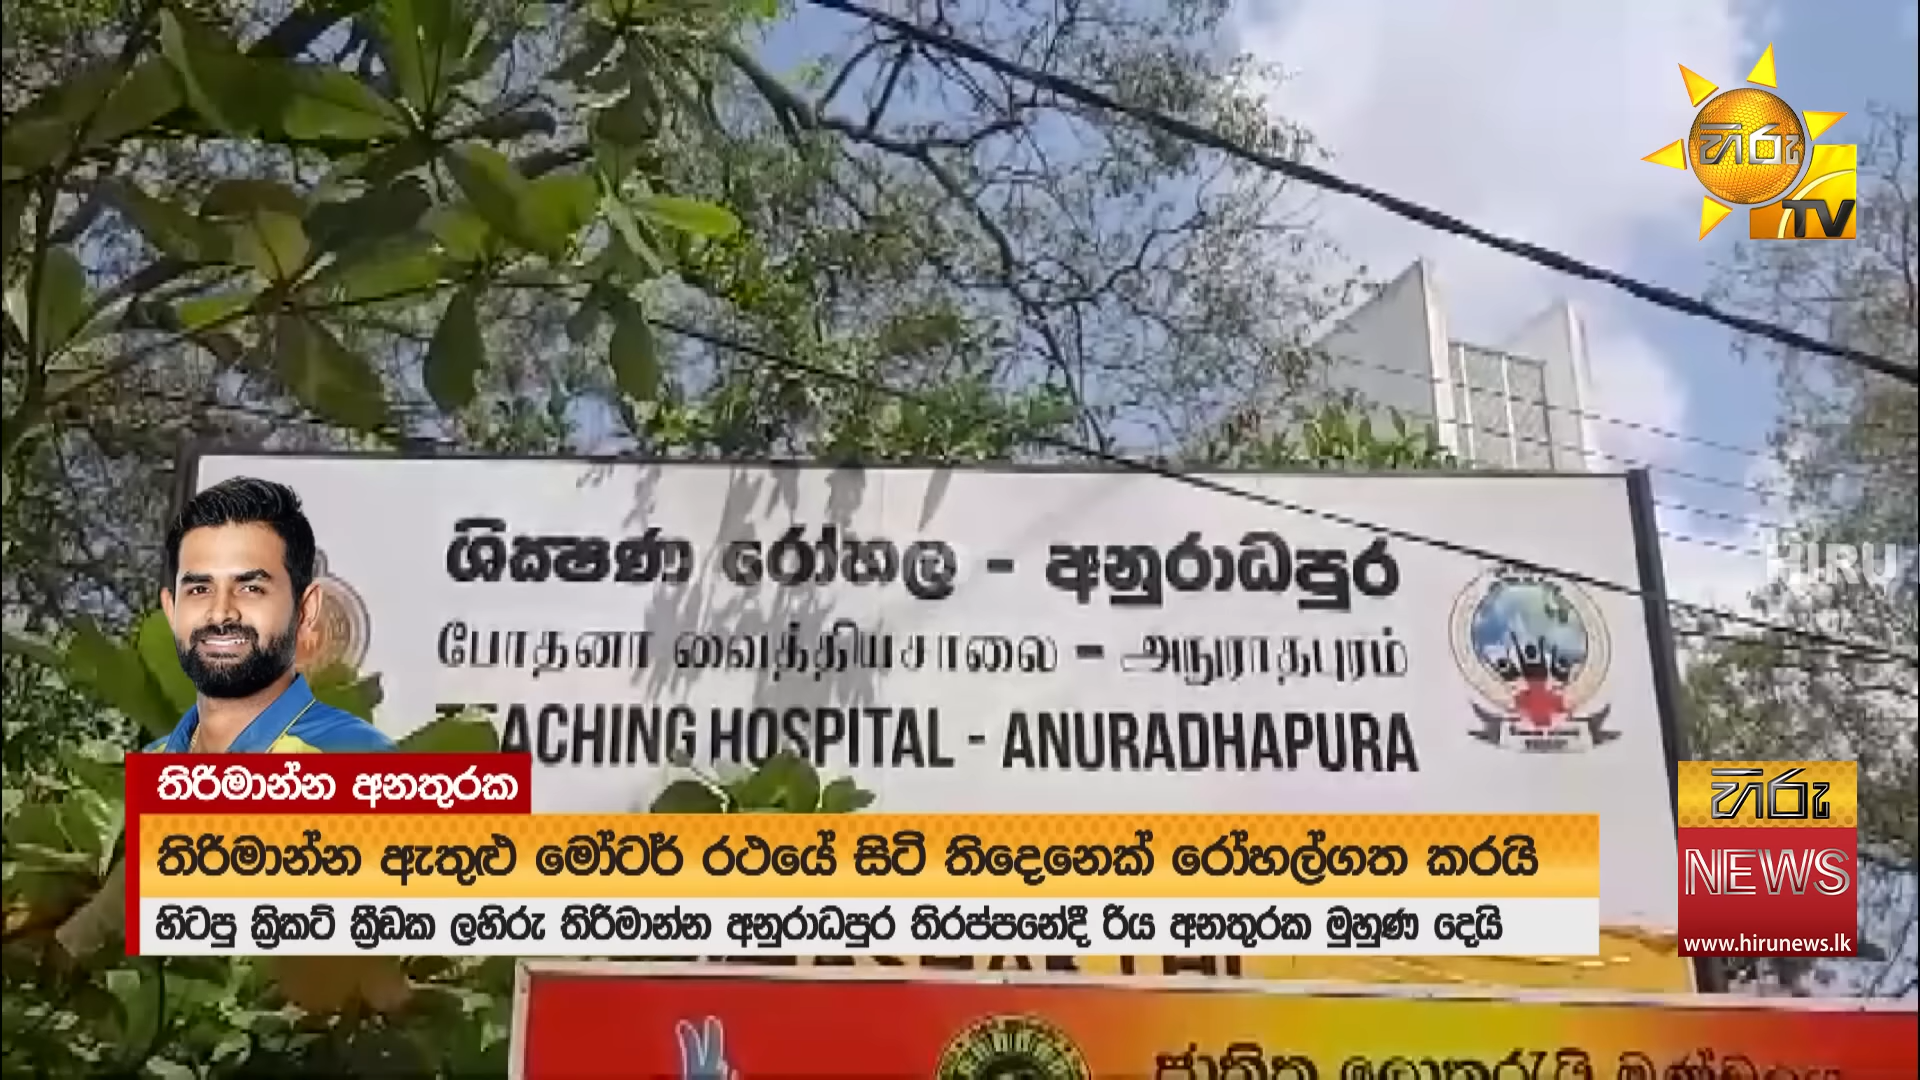 හිරු
TV
ශික්ෂණ රෝහල - අනුරාධපුර
போதனா வைத்தியசாலை - அநுராதபுரம்
TEACHING HOSPITAL - ANURADHAPURA
HIRU
තිරිමාන්න අනතුරක
තිරිමාන්න ඇතුළු මෝටර් රථයේ සිටි තිදෙනෙක් රෝහල්ගත කරයි
හිටපු ක්‍රිකට් ක්‍රීඩක ලහිරු තිරිමාන්න අනුරාධපුර තිරප්පනේදී රිය අනතුරක මුහුණ දෙයි
හිරු
NEWS
www.hirunews.lk
ජාතික